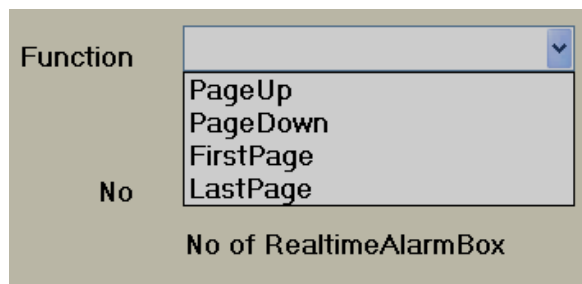 Function
PageUp
PageDown
FirstPage
No
LastPage
No of RealtimeAlarmBox